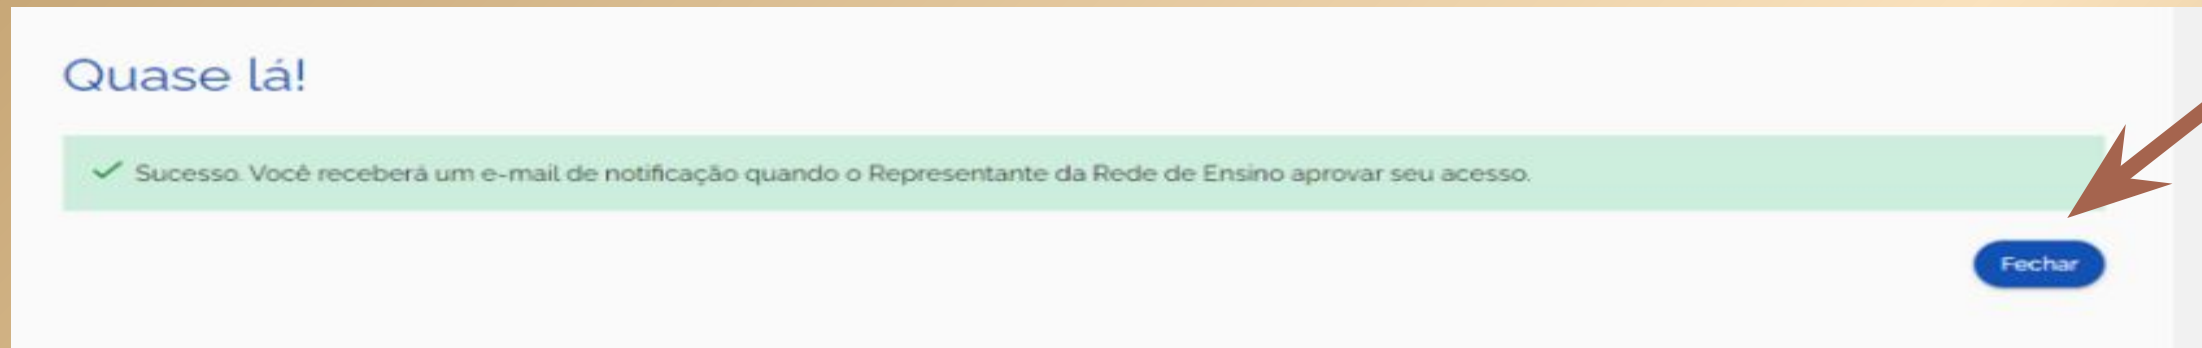 Quase lá!
Sucesso. Você receberá um e-mail de notificação quando o Representante da Rede de Ensino aprovar seu acesso.
Fechar